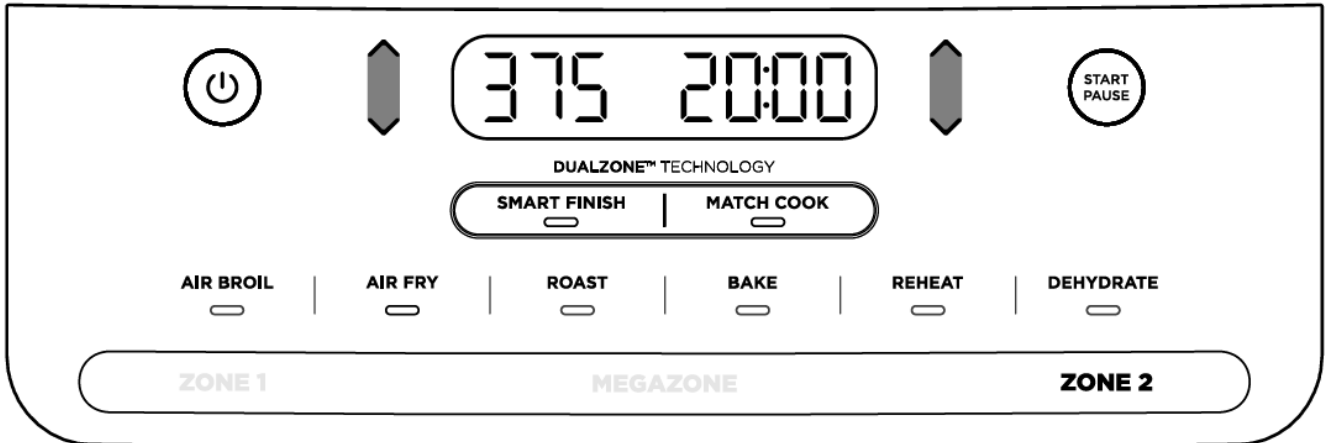 375 20:00
START
PAUSE
DUALZONE™ TECHNOLOGY
SMART FINISH MATCH COOK
AIR BROIL AIR FRY ROAST BAKE REHEAT DEHYDRATE
ZONE 1 MEGAZONE ZONE 2